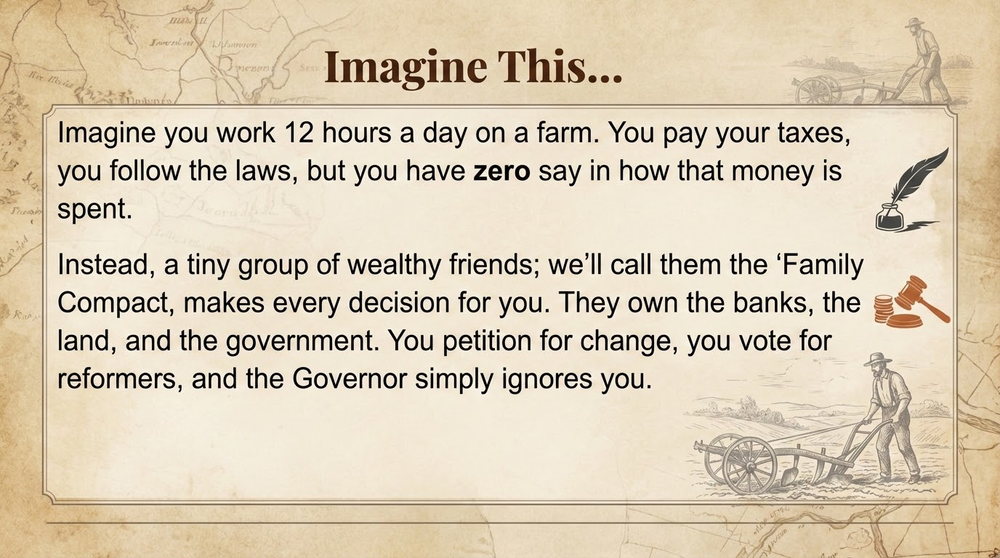 Imagine This...
Imagine you work 12 hours a day on a farm. You pay your taxes,
you follow the laws, but you have zero say in how that money is
spent.
Instead, a tiny group of wealthy friends; we’ll call them the ‘Family
Compact, makes every decision for you. They own the banks, the
land, and the government. You petition for change, you vote for
reformers, and the Governor simply ignores you.